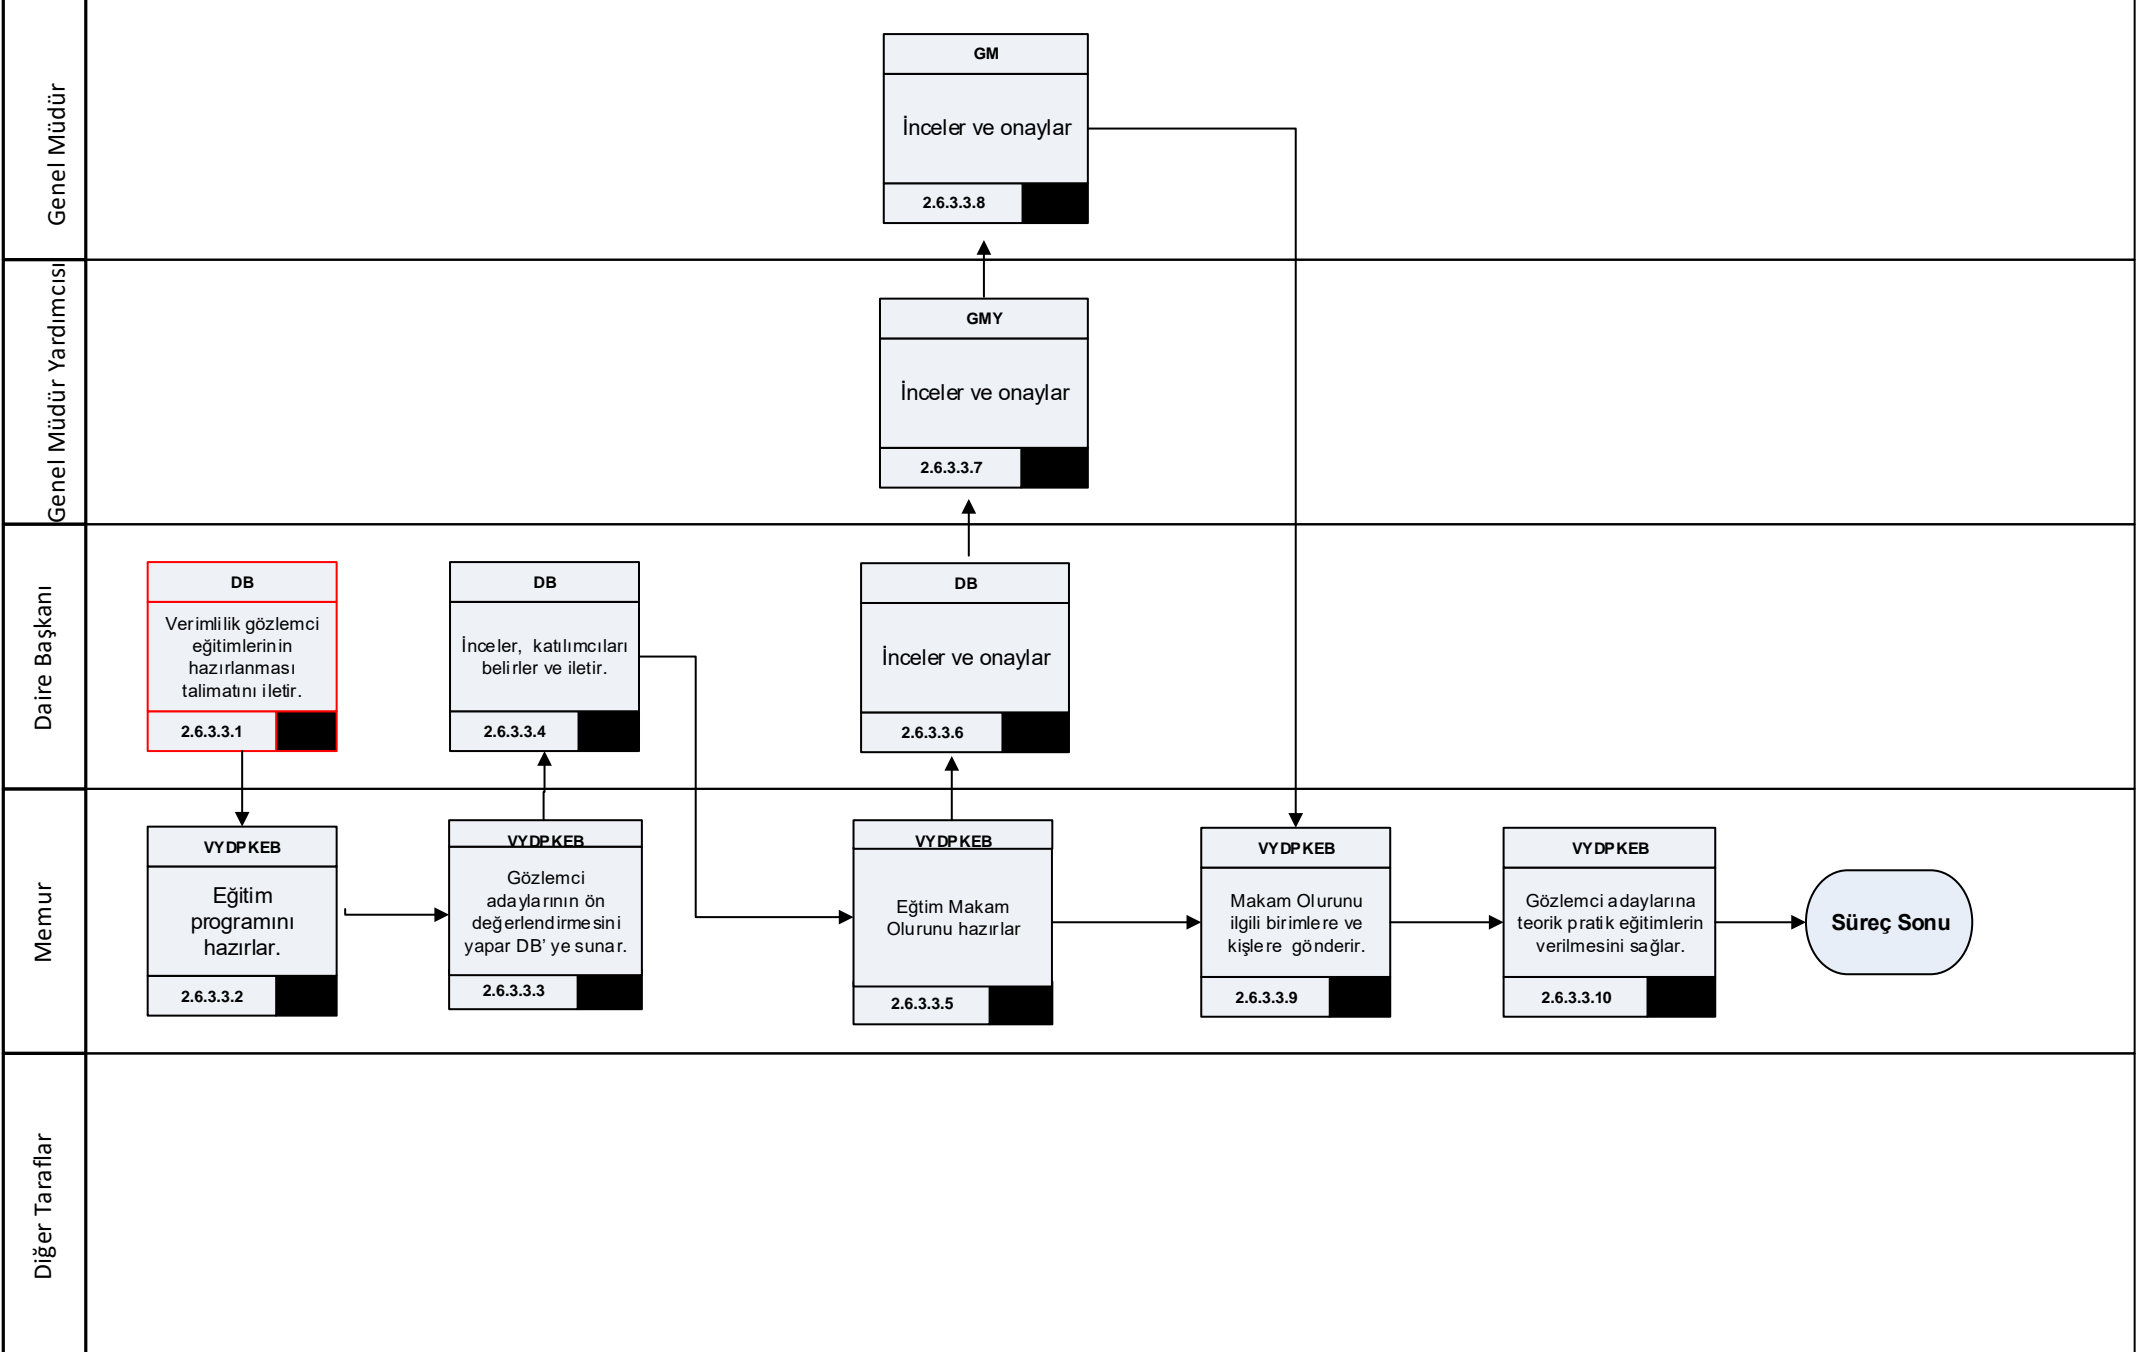 Genel Müdür
GM
İnceler ve onaylar
2.6.3.3.8
Genel Müdür Yardımcısı
GMY
İnceler ve onaylar
2.6.3.3.7
Daire Başkanı
DB
Verimlilik gözlemci
eğitimlerinin
hazırlanması
talimatını iletir.
2.6.3.3.1
DB
İnceler, katılımcıları
belirler ve iletir.
2.6.3.3.4
DB
İnceler ve onaylar
2.6.3.3.6
Memur
VYDPKEB
Eğitim
programını
hazırlar.
2.6.3.3.2
VYDPKEB
Gözlemci
adaylarının ön
değerlendirmesini
yapar DB' ye sunar.
2.6.3.3.3
VYDPKEB
Eğtim Makam
Olurunu hazırlar
2.6.3.3.5
VYDPKEB
Makam Olurunu
ilgili birimlere ve
kişlere gönderir.
2.6.3.3.9
VYDPKEB
Gözlemci adaylarına
teorik pratik eğitimlerin
verilmesini sağlar.
2.6.3.3.10
Süreç Sonu
Diğer Taraflar